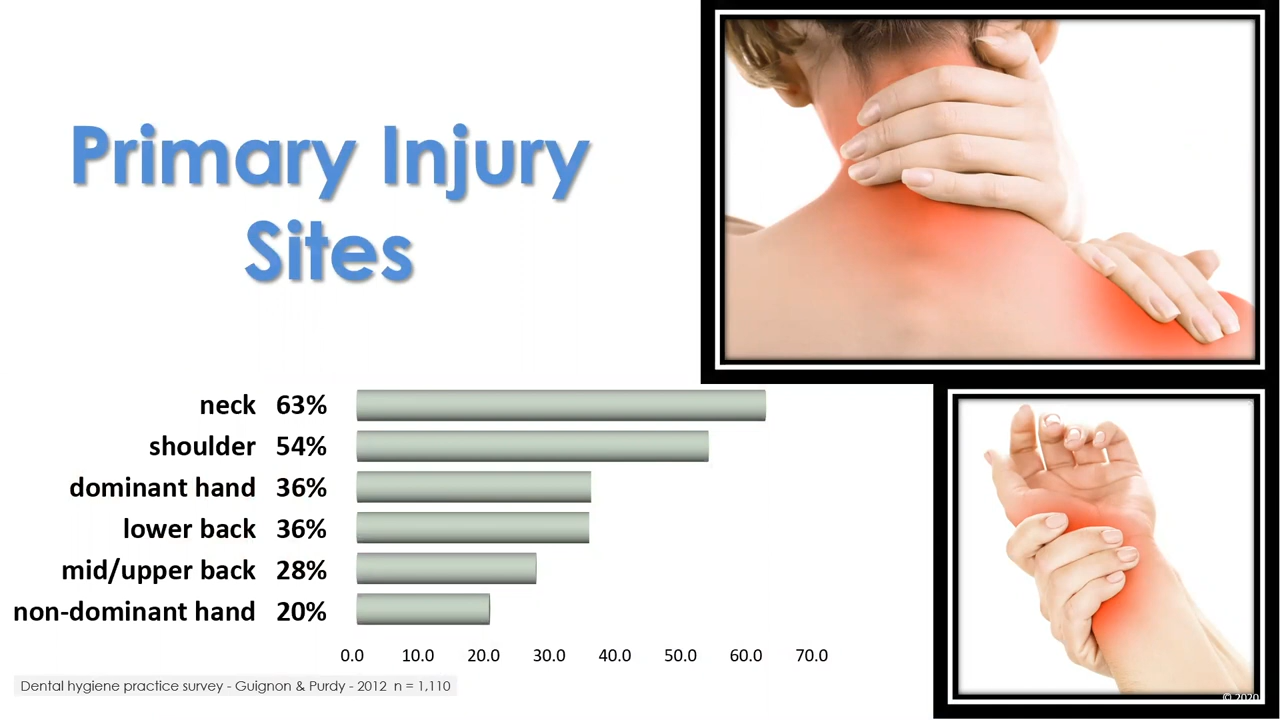 Primary Injury
Sites
neck 63%
shoulder 54%
dominant hand 36%
lower back 36%
mid/upper back 28%
non-dominant hand 20%
0.0 10.0 20.0 30.0 40.0 50.0 60.0 70.0
Dental hygiene practice survey - Guignon & Purdy - 2012 n = 1,110
© 2020